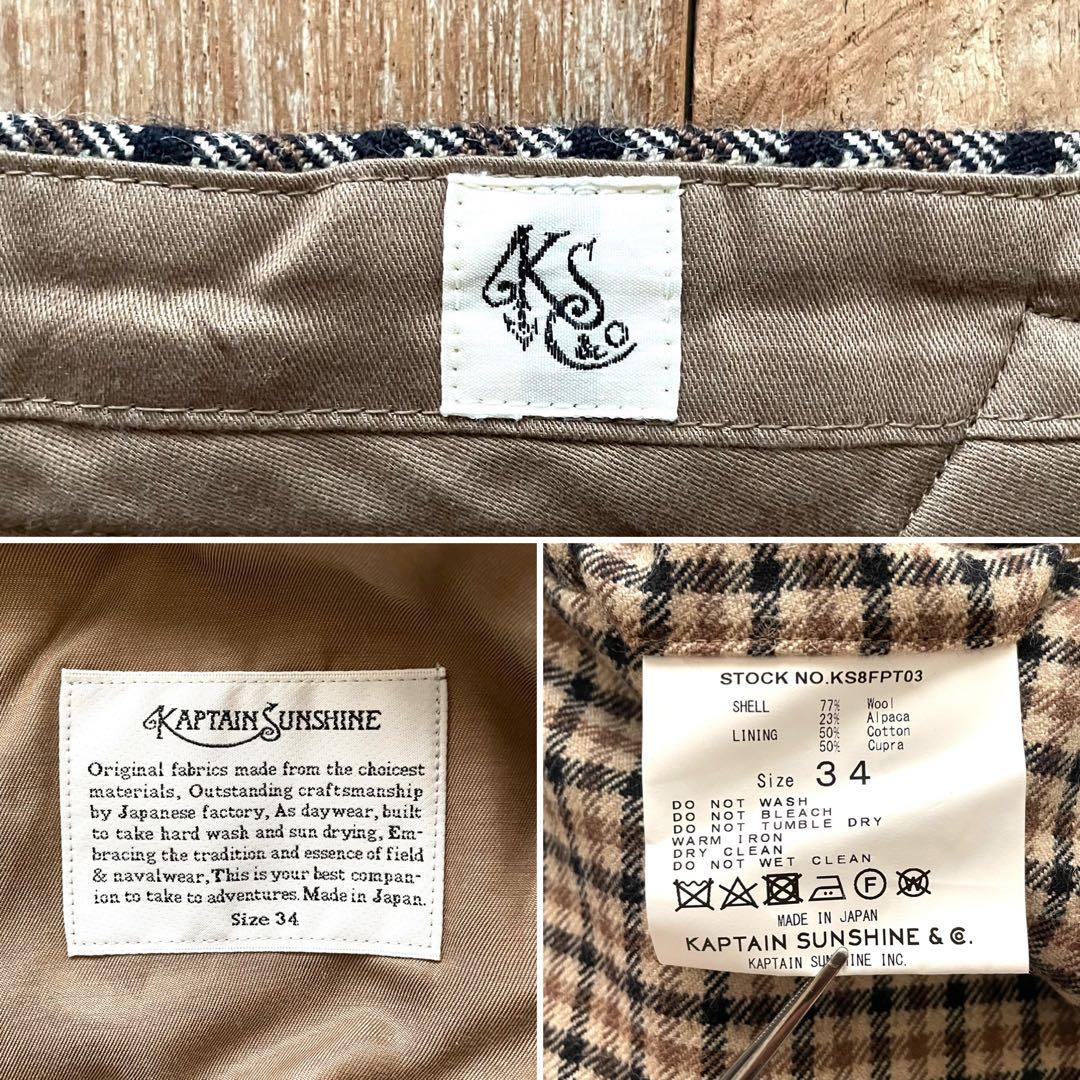 KS
&Co
KAPTAIN SUNSHINE
Original fabrics made from the choicest
materials, Outstanding craftsmanship
by Japanese factory, As daywear, built
to take hard wash and sun drying, Em-
bracing the tradition and essence of field
& navalwear, This is your best compan-
ion to take to adventures. Made in Japan.
Size 34
STOCK NO.KS8FPT03
SHELL 77% Wool
23% Alpaca
LINING 50% Cotton
50% Cupra
Size 34
DO NOT WASH
DO NOT BLEACH
DO NOT TUMBLE DRY
WARM IRON
DRY CLEAN
DO NOT WET CLEAN
F W
MADE IN JAPAN
KAPTAIN SUNSHINE & Co.
KAPTAIN SUNSHINE INC.